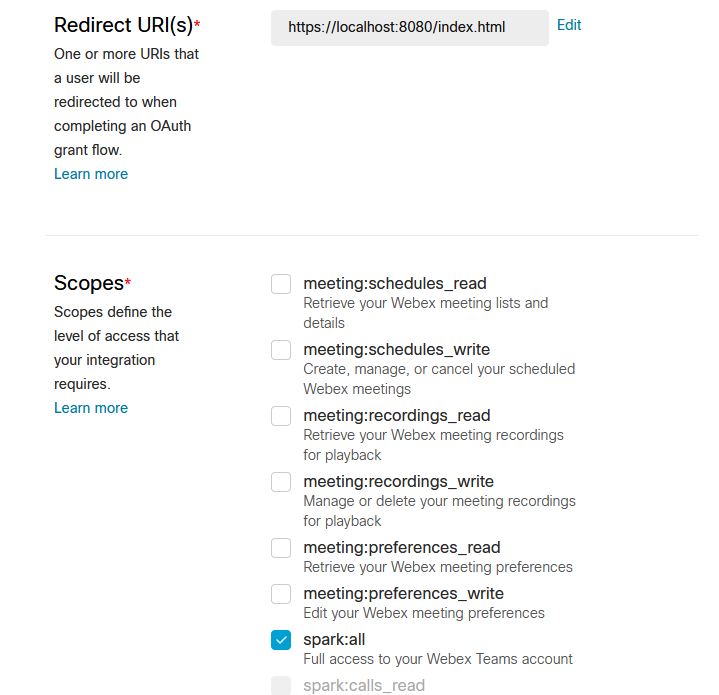 Redirect URI(s)*
One or more URIs that
a user will be
redirected to when
completing an OAuth
grant flow.
Learn more
https://localhost:8080/index.html
Edit
Scopes*
Scopes define the
level of access that
your integration
requires.
Learn more
meeting:schedules_read
Retrieve your Webex meeting lists and
details
meeting:schedules_write
Create, manage, or cancel your scheduled
Webex meetings
meeting:recordings_read
Retrieve your Webex meeting recordings
for playback
meeting:recordings_write
Manage or delete your meeting recordings
for playback
meeting:preferences_read
Retrieve your Webex meeting preferences
meeting:preferences_write
Edit your Webex meeting preferences
spark:all
Full access to your Webex Teams account
spark:calls_read